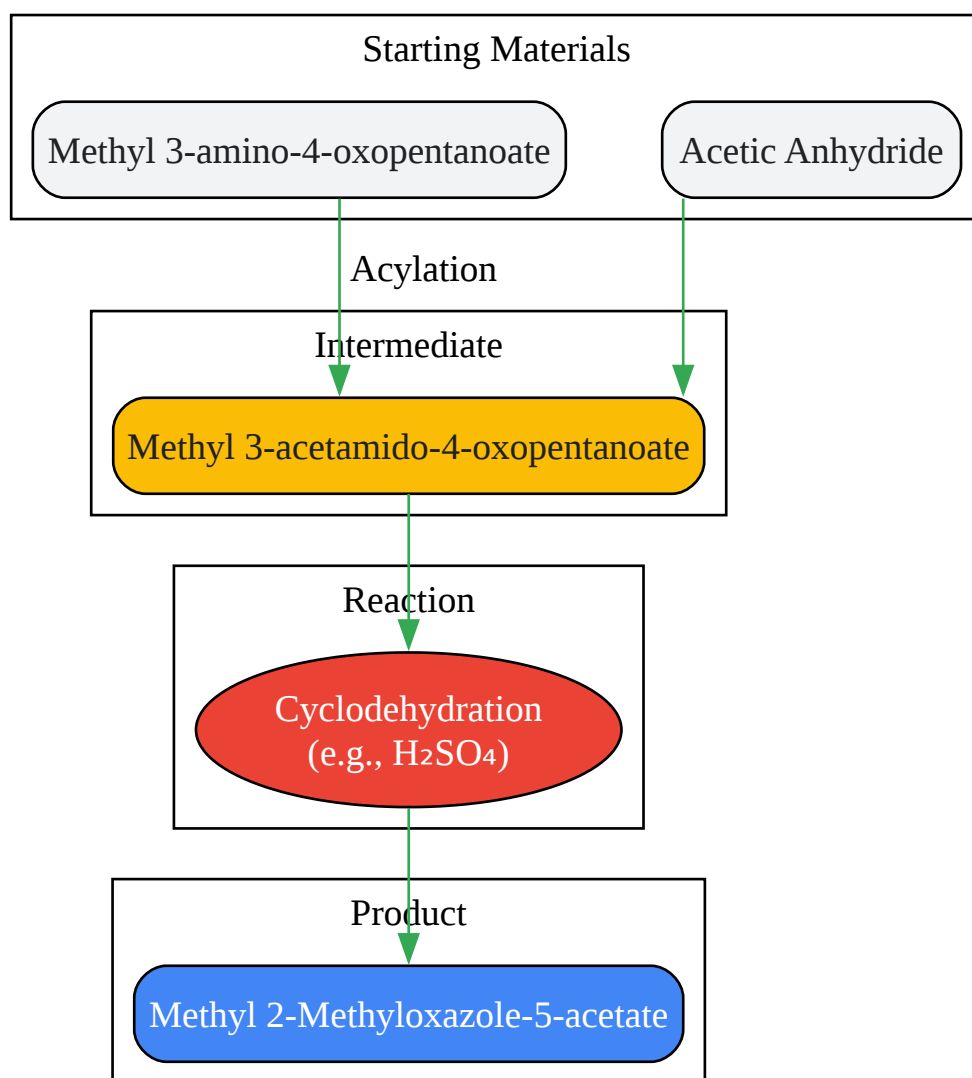 Starting Materials
Methyl 3-amino-4-oxopentanoate
Acetic Anhydride
Acylation
Intermediate
Methyl 3-acetamido-4-oxopentanoate
Reaction
Cyclodehydration
(e.g., H₂SO₄)
Product
Methyl 2-Methyloxazole-5-acetate